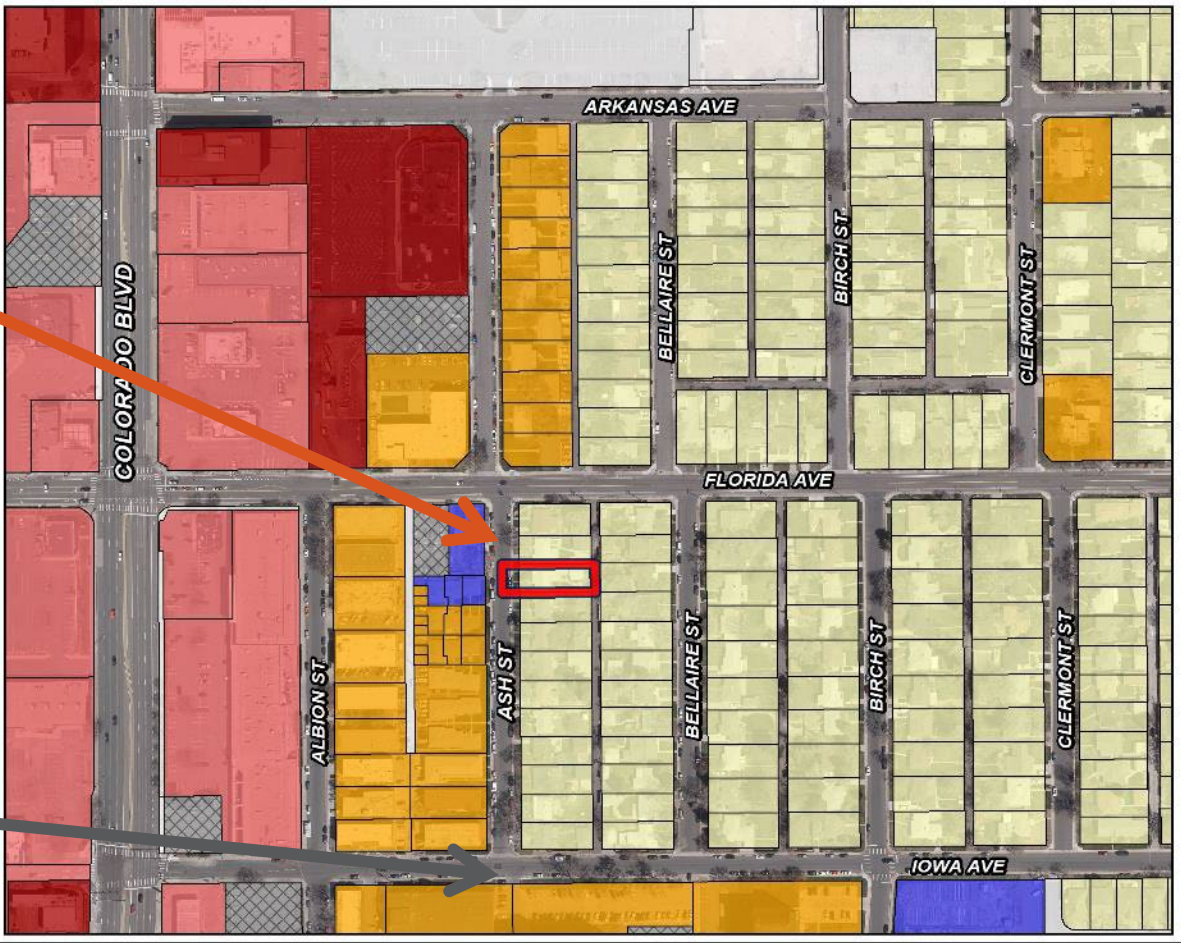 ARKANSAS AVE
COLORADO BLVD
BELLAIRE ST
BIRCH ST
CLERMONT ST
FLORIDA AVE
ALBION ST
ASH ST
BELLAIRE ST
BIRCH ST
CLERMONT ST
IOWA AVE